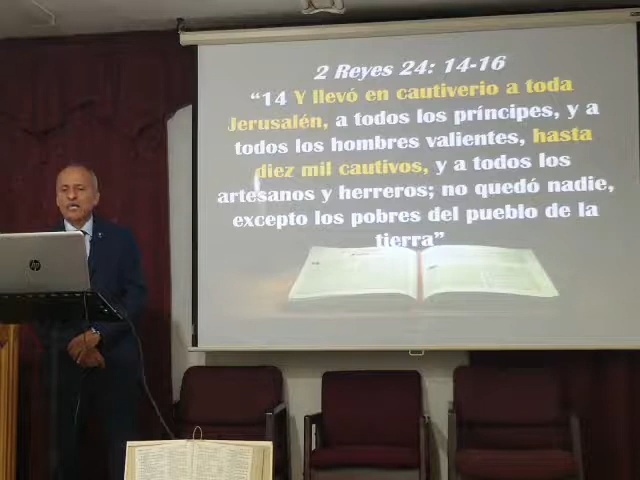 2 Reyes 24: 14-16
“14 Y llevó en cautiverio a toda
Jerusalén, a todos los príncipes, y a
todos los hombres valientes, hasta
diez mil cautivos, y a todos los
artesanos y herreros; no quedó nadie,
excepto los pobres del pueblo de la
tierra”
hp